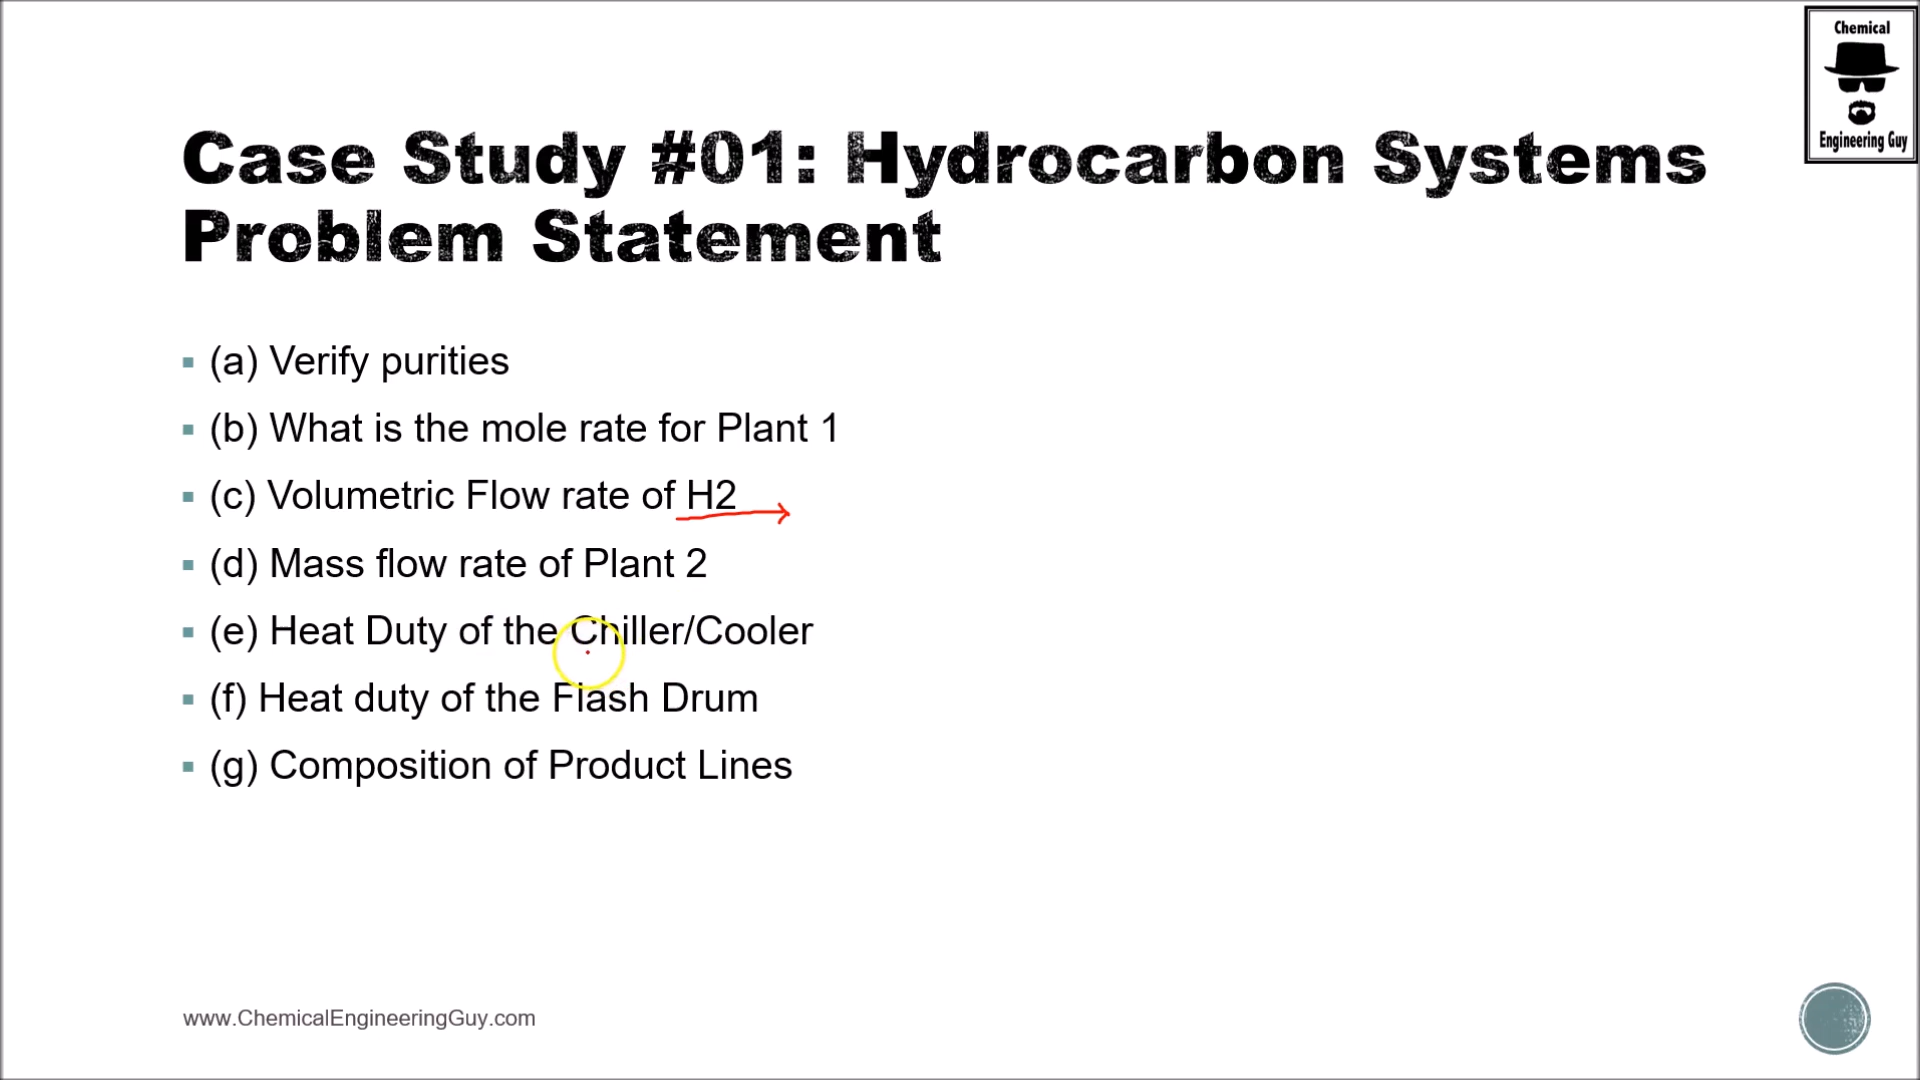 Chemical
Engineering Guy
Case Study #01: Hydrocarbon Systems
Problem Statement
(a) Verify purities
(b) What is the mole rate for Plant 1
(c) Volumetric Flow rate of H2
(d) Mass flow rate of Plant 2
(e) Heat Duty of the Chiller/Cooler
(f) Heat duty of the Flash Drum
(g) Composition of Product Lines
www.ChemicalEngineeringGuy.com